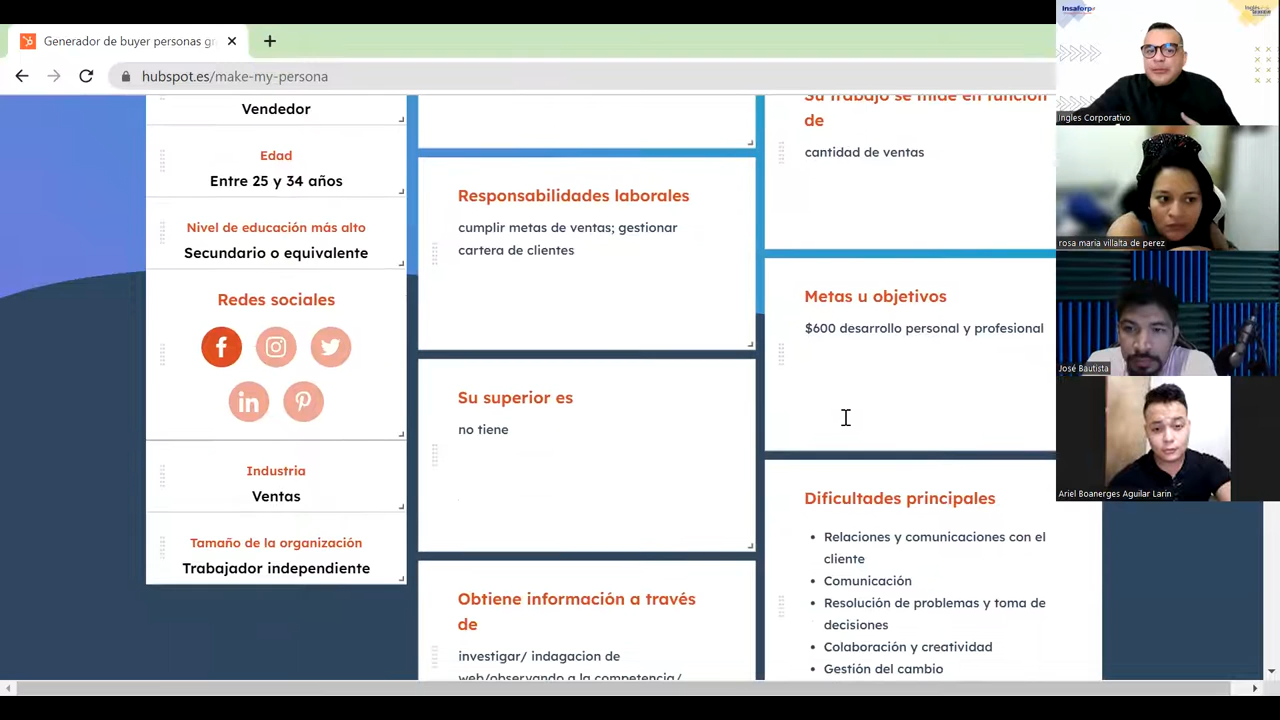 Generador de buyer personas gr
hubspot.es/make-my-persona
Vendedor
Edad
Entre 25 y 34 años
Nivel de educación más alto
Secundario o equivalente
Redes sociales
Industria
Ventas
Tamaño de la organización
Trabajador independiente
Responsabilidades laborales
cumplir metas de ventas; gestionar
cartera de clientes
Su superior es
no tiene
Obtiene información a través
de
investigar/ indagacion de
web/observando a la competencia/
Su trabajo se mide en función
de
cantidad de ventas
Metas u objetivos
$600 desarrollo personal y profesional
Dificultades principales
• Relaciones y comunicaciones con el
cliente
• Comunicación
• Resolución de problemas y toma de
decisiones
• Colaboración y creatividad
• Gestión del cambio
Insaforp
Ingles Corporativo
rosa maria villalta de perez
José Bautista
Ariel Boanerges Aguilar Larin